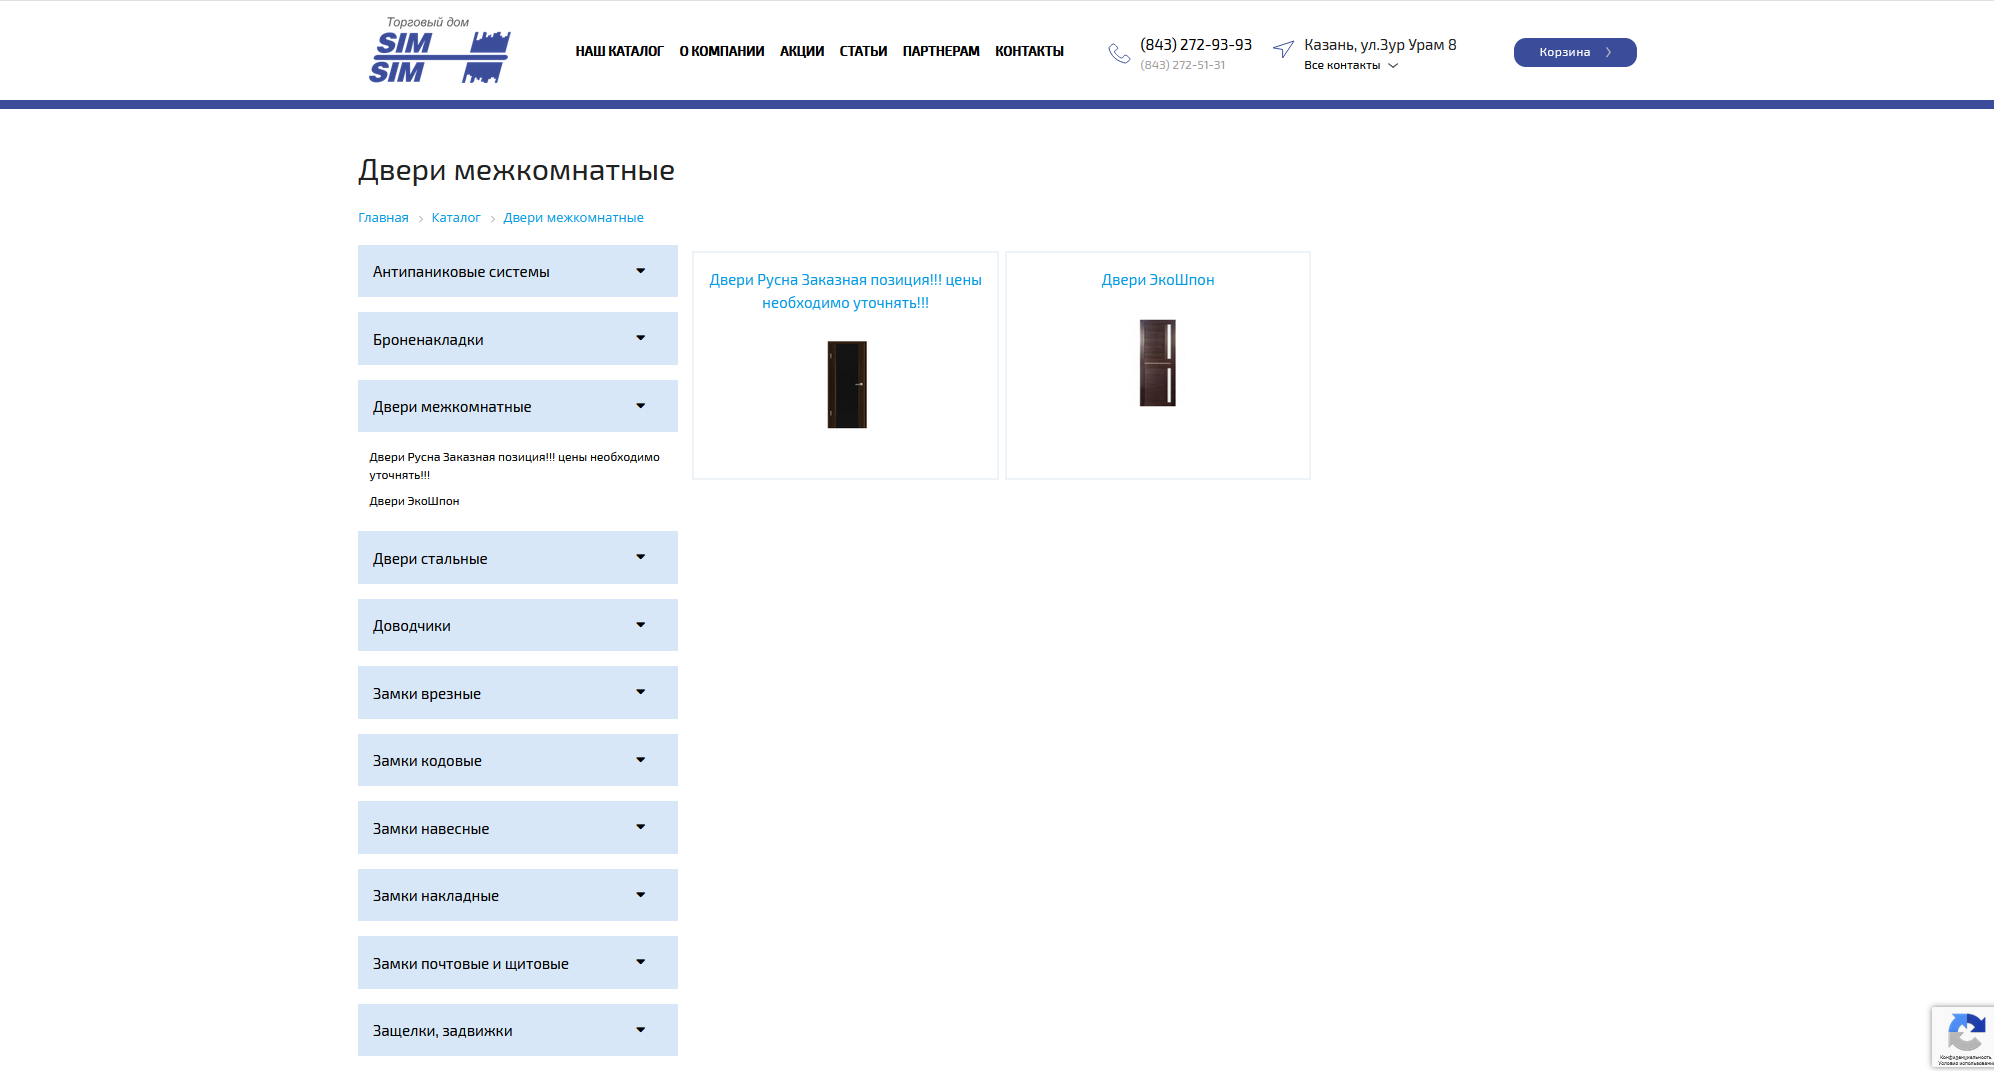 Торговый дом
SIM
SIM
НАШ КАТАЛОГ О КОМПАНИИ АКЦИИ СТАТЬИ ПАРТНЕРАМ КОНТАКТЫ
(843) 272-93-93
(843) 272-51-31
Казань, ул.Зур Урам 8
Все контакты
Корзина
Двери межкомнатные
Главная Каталог Двери межкомнатные
Антипаниковые системы
Броненакладки
Двери межкомнатные
Двери Русна Заказная позиция!!! цены необходимо
уточнять!!!
Двери ЭкоШпон
Двери стальные
Доводчики
Замки врезные
Замки кодовые
Замки навесные
Замки накладные
Замки почтовые и щитовые
Защелки, задвижки
Двери Русна Заказная позиция!!! цены
необходимо уточнять!!!
Двери ЭкоШпон
Конфиденциальность
Условия использования